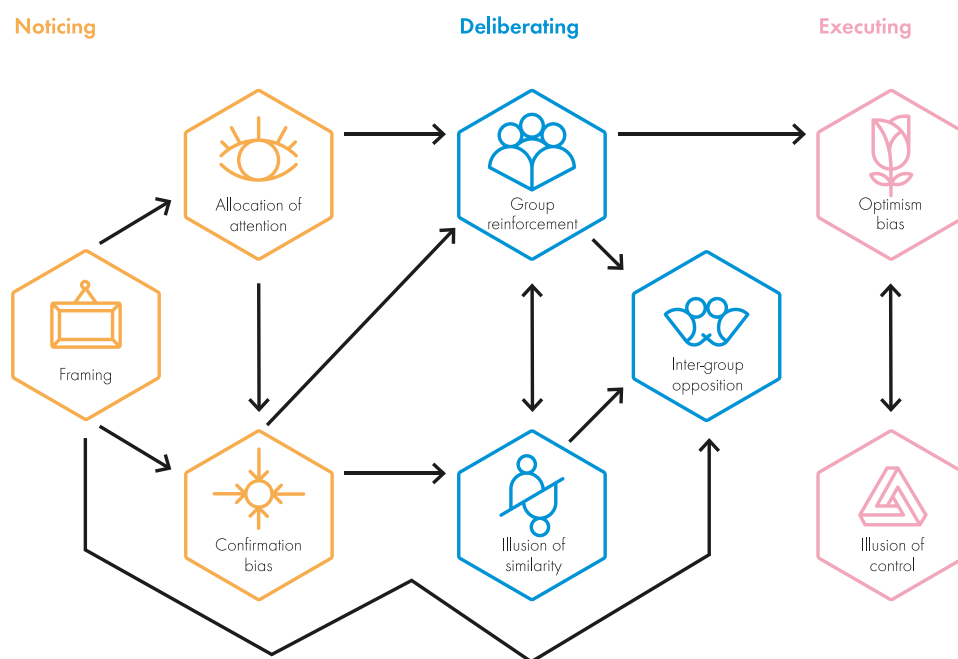 Noticing
Deliberating
Executing
Allocation of
attention
Group
reinforcement
Optimism
bias
Framing
Inter-group
opposition
Confirmation
bias
Illusion of
similarity
Illusion of
control